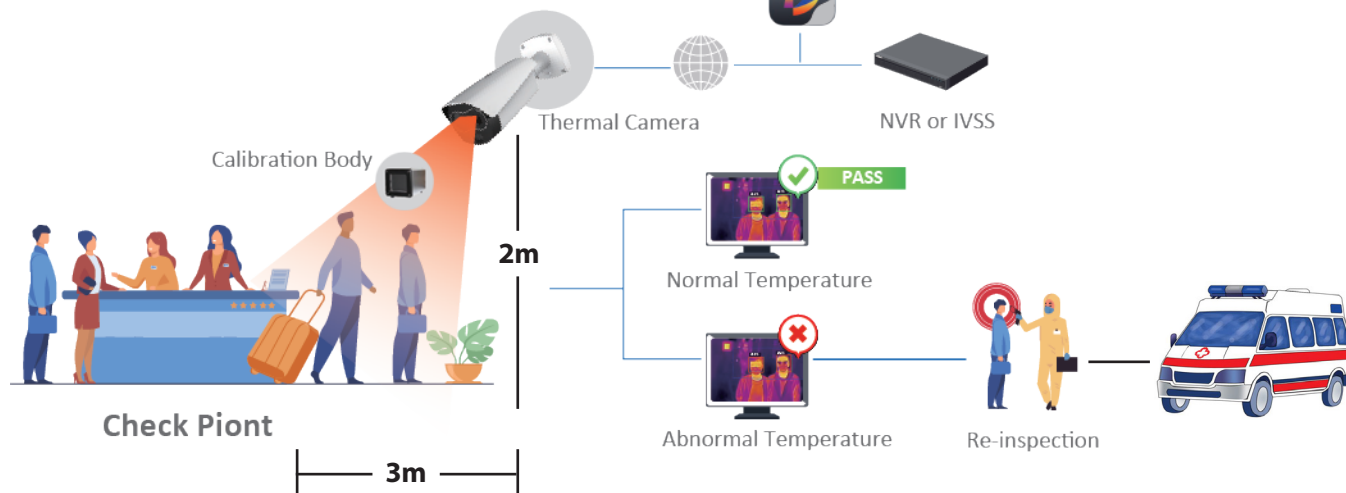 Thermal Camera
NVR or IVSS
Calibration Body
PASS
2m
Normal Temperature
Check Piont
Abnormal Temperature
Re-inspection
3m